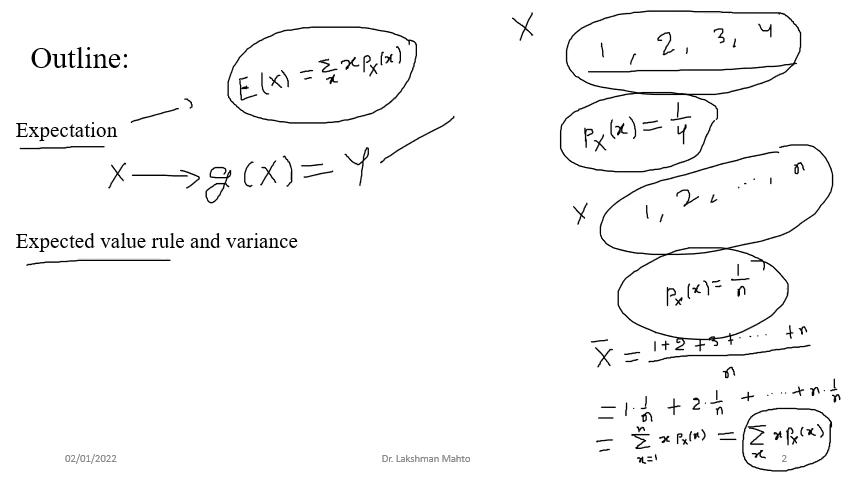 Outline:
E(X) = Σ_x x p_X(x)
Expectation
X → g(X) = Y
Expected value rule and variance
X
1, 2, 3, 4
p_X(x) = 1/4
X
1, 2, ...., n
p_X(x) = 1/n
X̄ = (1+2+3+.....+n)/n
= 1·1/n + 2·1/n + ....+ n·1/n
= Σ_{x=1}^{n} x p_X(x) = Σ_x x p_X(x)
02/01/2022
Dr. Lakshman Mahto
2